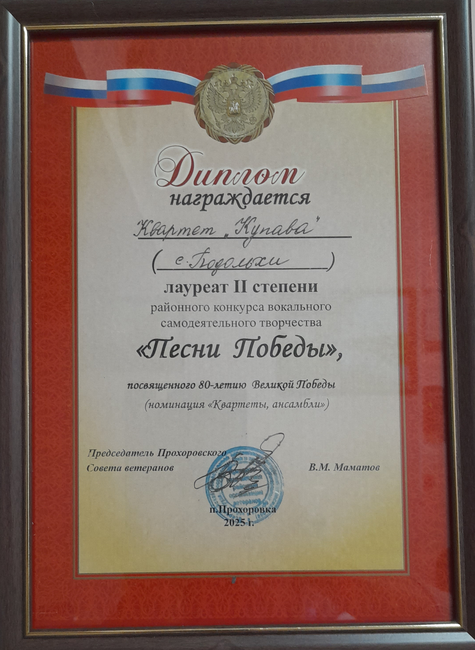 Диплом
награждается
Квартет „Купава"
(с. Подольхи)
лауреат II степени
районного конкурса вокального
самодеятельного творчества
«Песни Победы»,
посвященного 80-летию Великой Победы
(номинация «Квартеты, ансамбли»)
Председатель Прохоровского
Совета ветеранов В.М. Маматов
п.Прохоровка
2025 г.